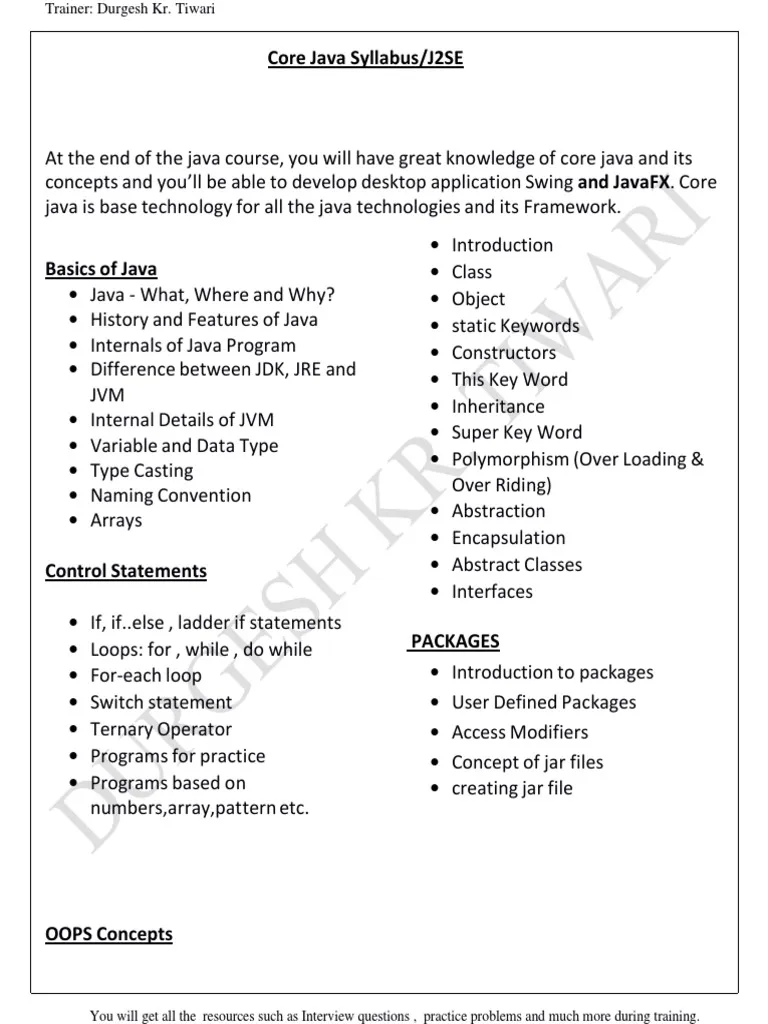 Trainer: Durgesh Kr. Tiwari
Core Java Syllabus/J2SE
At the end of the java course, you will have great knowledge of core java and its
concepts and you’ll be able to develop desktop application Swing and JavaFX. Core
java is base technology for all the java technologies and its Framework.
Basics of Java
• Java - What, Where and Why?
• History and Features of Java
• Internals of Java Program
• Difference between JDK, JRE and
JVM
• Internal Details of JVM
• Variable and Data Type
• Type Casting
• Naming Convention
• Arrays
Control Statements
• If, if..else , ladder if statements
• Loops: for , while , do while
• For-each loop
• Switch statement
• Ternary Operator
• Programs for practice
• Programs based on
numbers,array,pattern etc.
OOPS Concepts
• Introduction
• Class
• Object
• static Keywords
• Constructors
• This Key Word
• Inheritance
• Super Key Word
• Polymorphism (Over Loading &
Over Riding)
• Abstraction
• Encapsulation
• Abstract Classes
• Interfaces
PACKAGES
• Introduction to packages
• User Defined Packages
• Access Modifiers
• Concept of jar files
• creating jar file
DURGESH KR. TIWARI
You will get all the resources such as Interview questions , practice problems and much more during training.